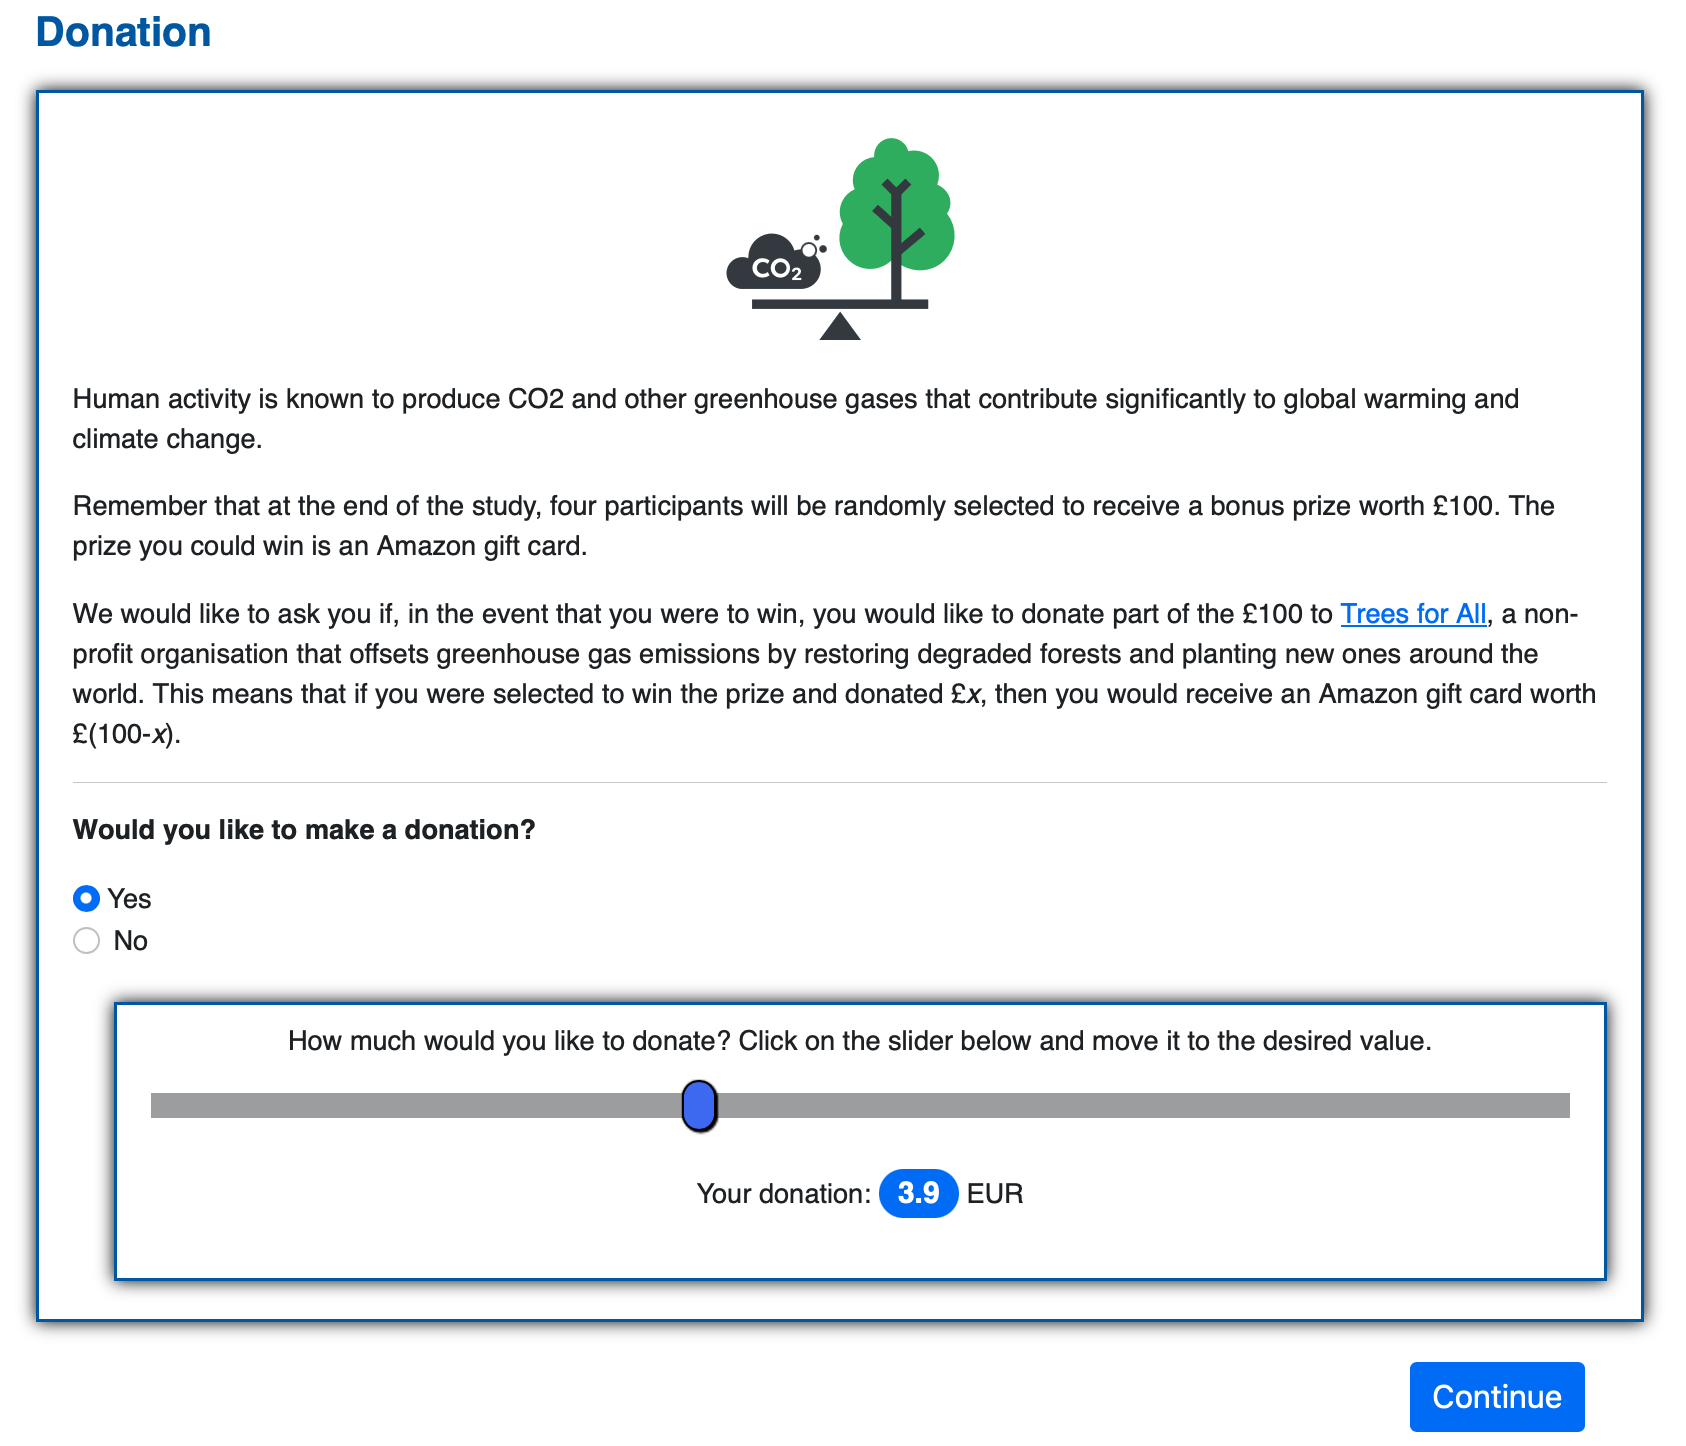 Donation
CO2
Human activity is known to produce CO2 and other greenhouse gases that contribute significantly to global warming and
climate change.
Remember that at the end of the study, four participants will be randomly selected to receive a bonus prize worth £100. The
prize you could win is an Amazon gift card.
We would like to ask you if, in the event that you were to win, you would like to donate part of the £100 to Trees for All, a non-
profit organisation that offsets greenhouse gas emissions by restoring degraded forests and planting new ones around the
world. This means that if you were selected to win the prize and donated £x, then you would receive an Amazon gift card worth
£(100-x).
Would you like to make a donation?
Yes
No
How much would you like to donate? Click on the slider below and move it to the desired value.
Your donation: 3.9 EUR
Continue